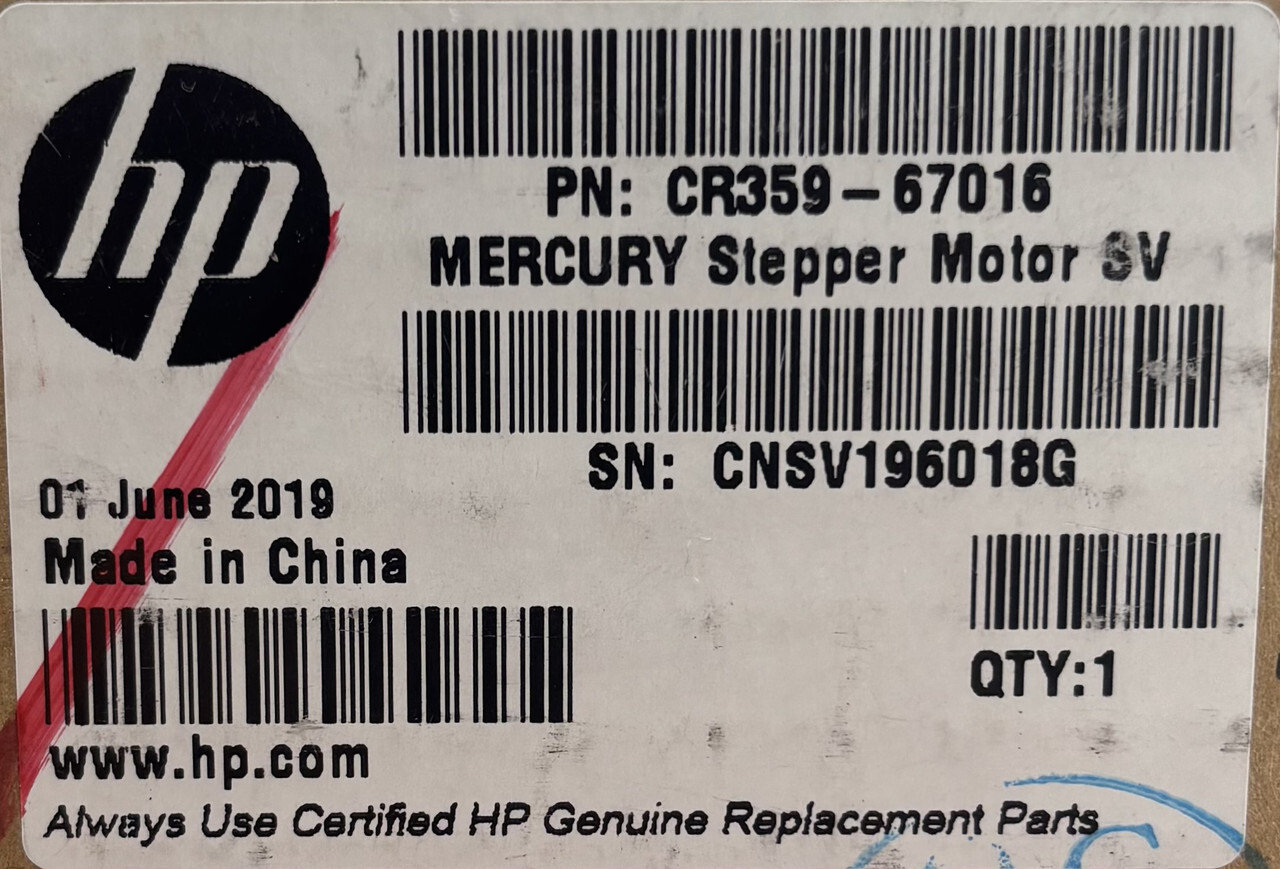 hp
PN: CR359-67016
MERCURY Stepper Motor SV
SN: CNSV196018G
01 June 2019
Made in China
QTY:1
www.hp.com
Always Use Certified HP Genuine Replacement Parts